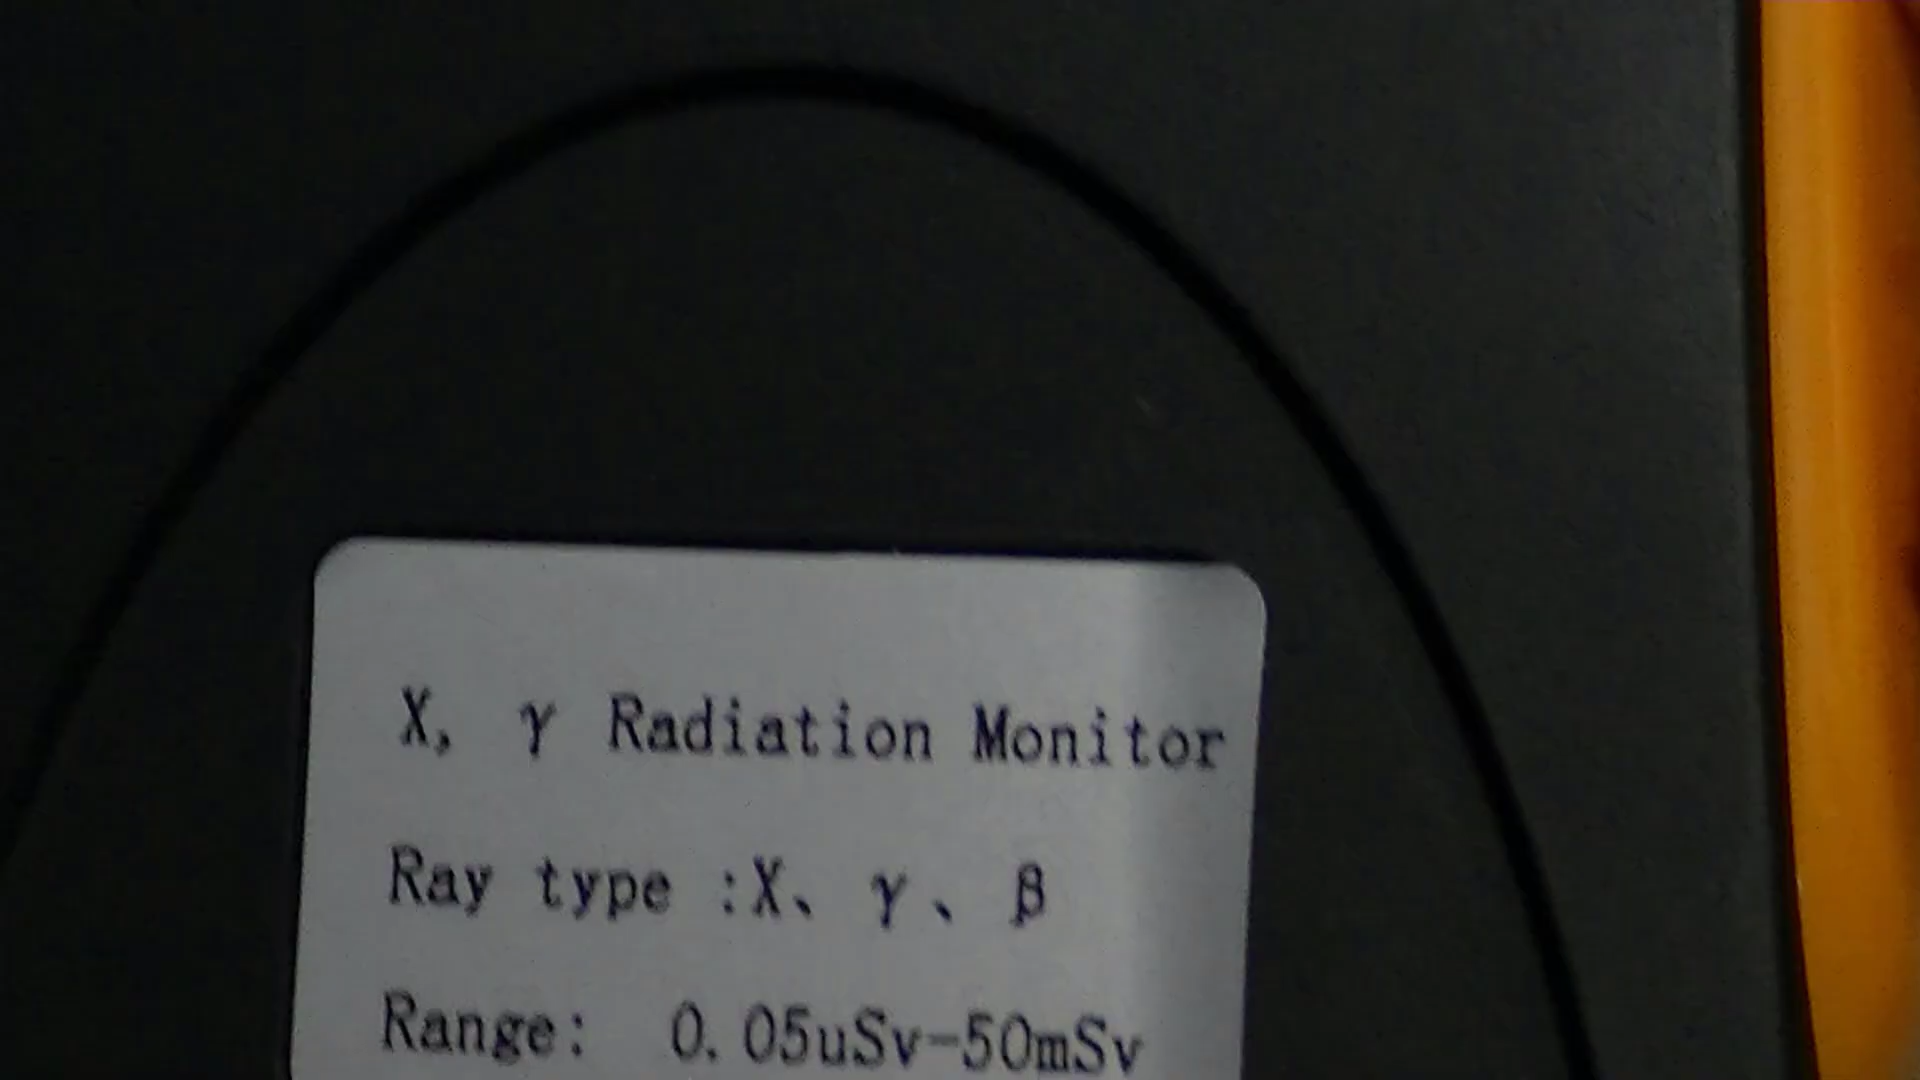 X, γ Radiation Monitor
Ray type :X、γ、β
Range: 0.05uSv-50mSv